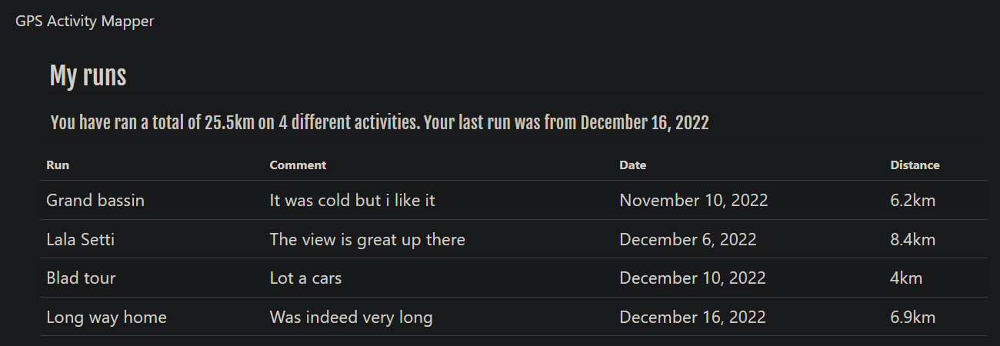 GPS Activity Mapper
My runs
You have ran a total of 25.5km on 4 different activities. Your last run was from December 16, 2022
Run Comment Date Distance
Grand bassin It was cold but i like it November 10, 2022 6.2km
Lala Setti The view is great up there December 6, 2022 8.4km
Blad tour Lot a cars December 10, 2022 4km
Long way home Was indeed very long December 16, 2022 6.9km